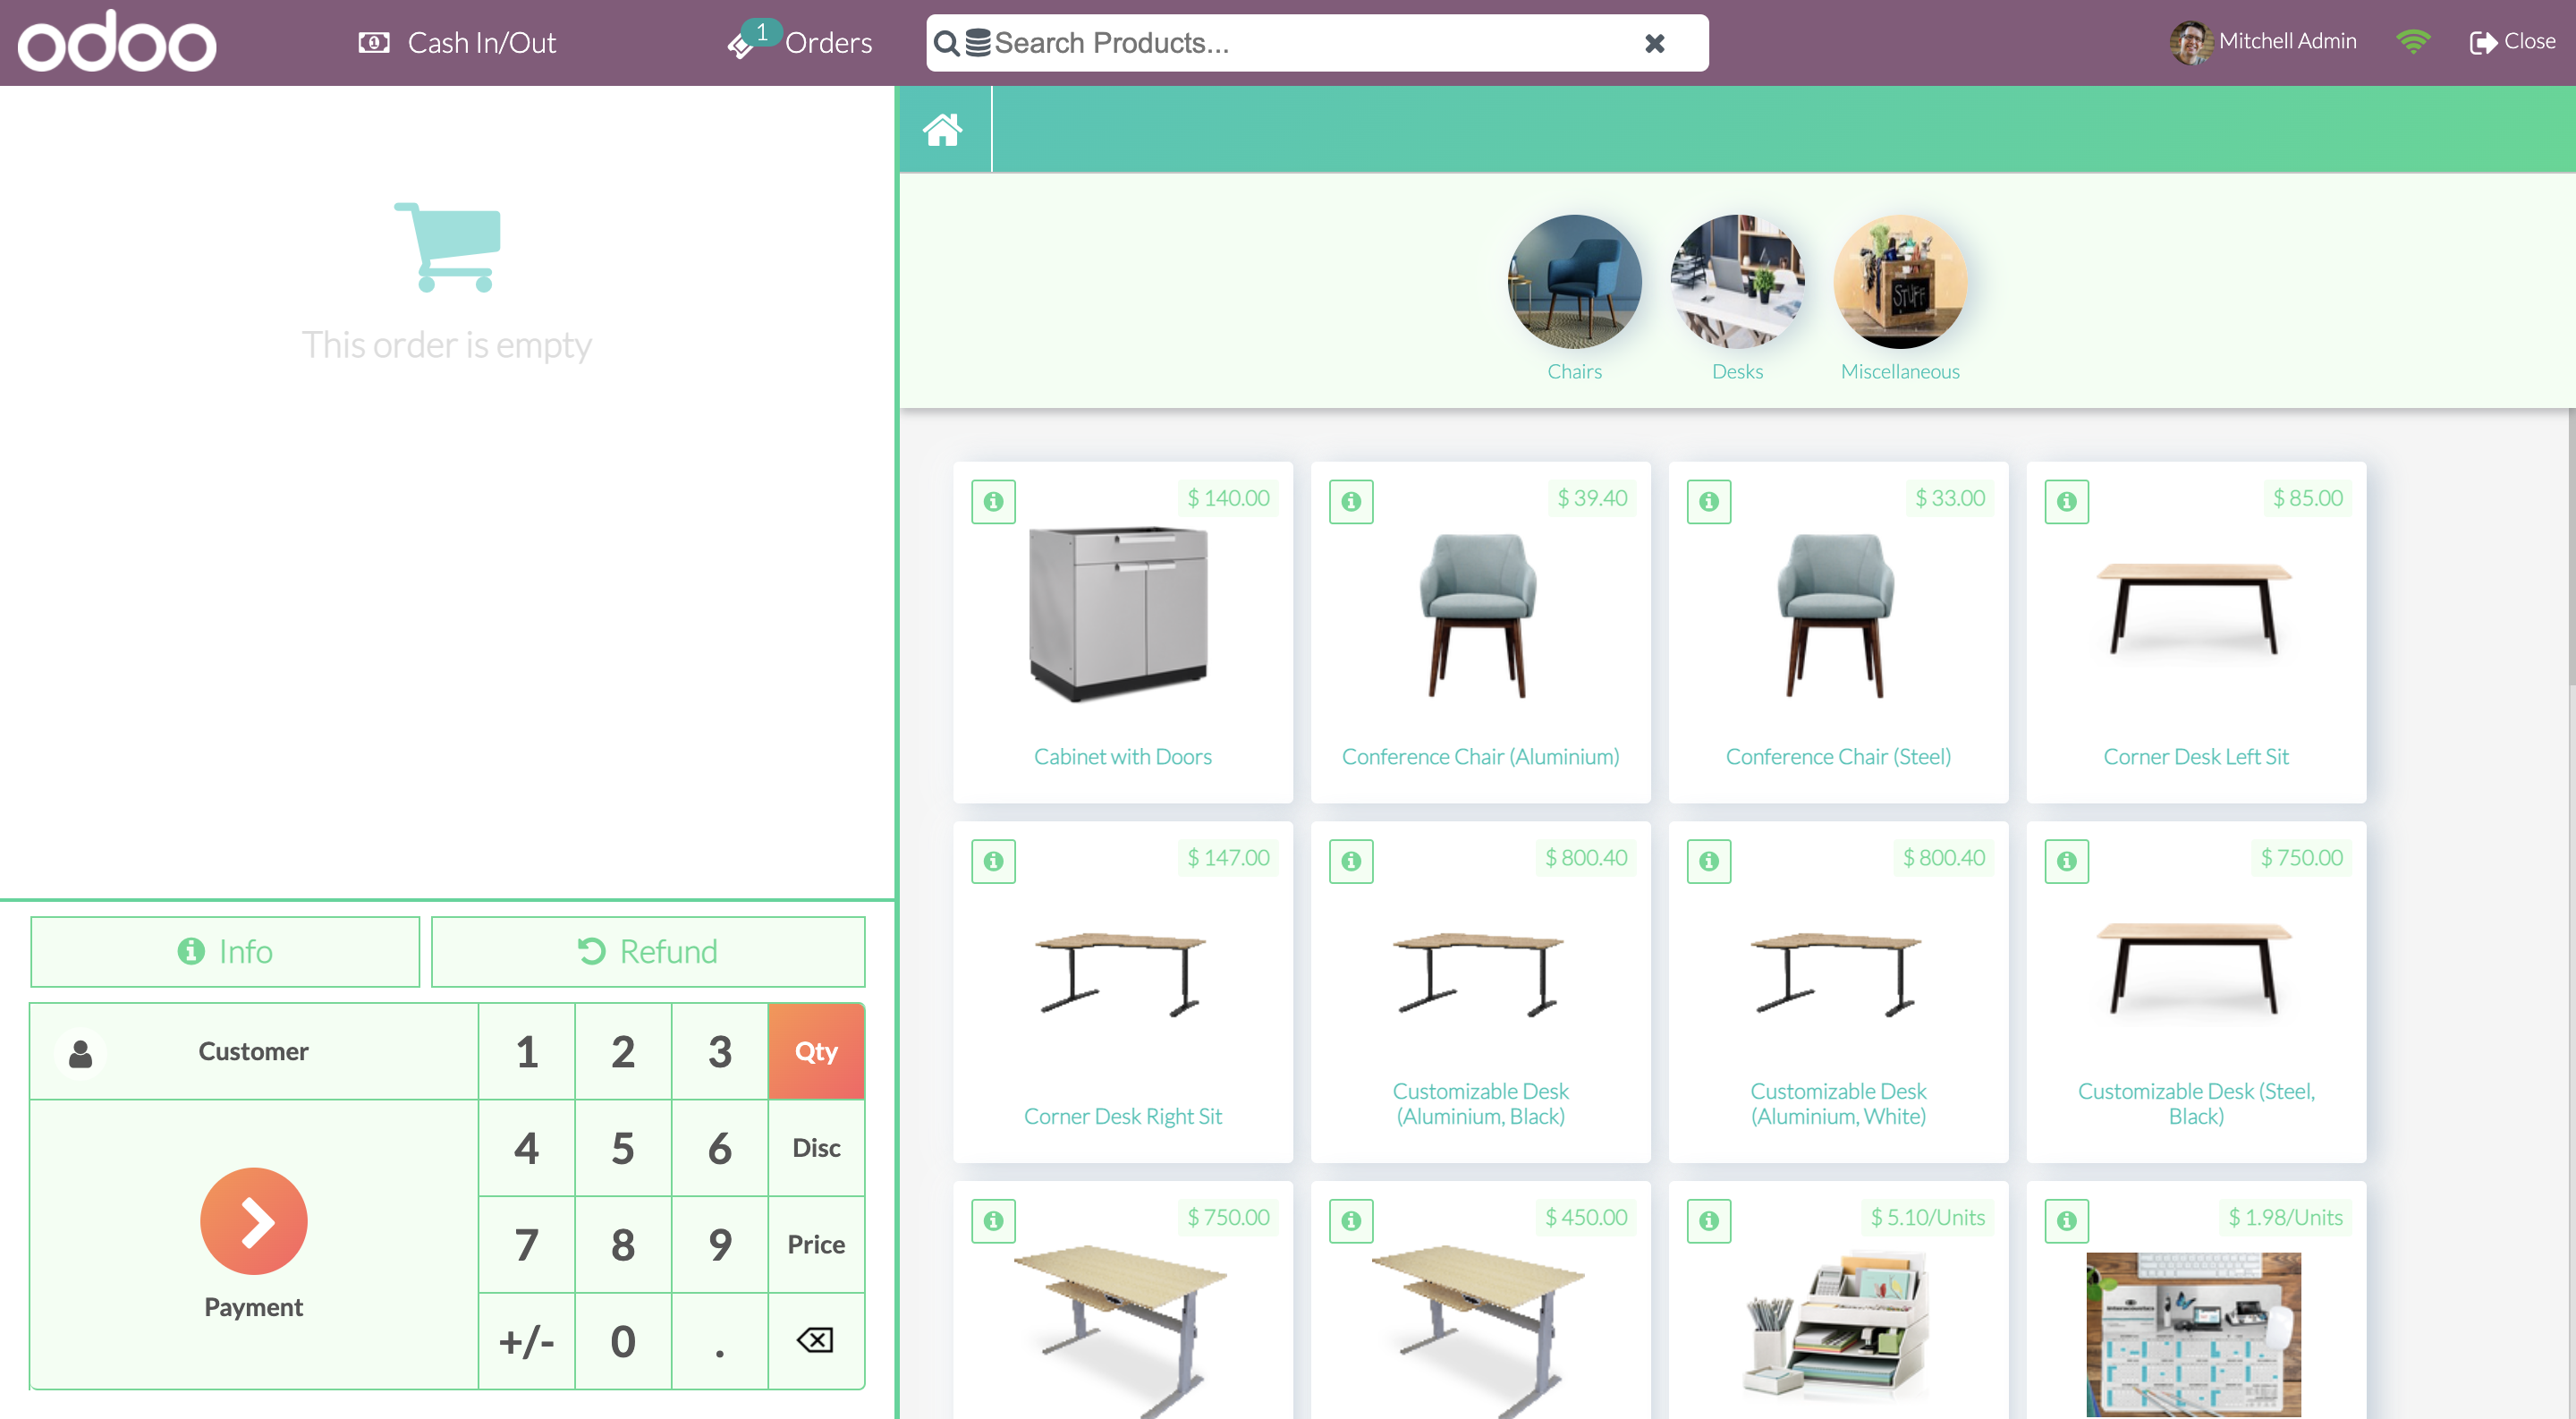 odoo
Cash In/Out
1
Orders
Search Products...
Mitchell Admin
Close
This order is empty
Chairs
Desks
STUFF
Miscellaneous
$ 140.00
Cabinet with Doors
$ 39.40
Conference Chair (Aluminium)
$ 33.00
Conference Chair (Steel)
$ 85.00
Corner Desk Left Sit
$ 147.00
Corner Desk Right Sit
$ 800.40
Customizable Desk
(Aluminium, Black)
$ 800.40
Customizable Desk
(Aluminium, White)
$ 750.00
Customizable Desk (Steel,
Black)
$ 750.00
$ 450.00
$ 5.10/Units
$ 1.98/Units
Info
Refund
Customer
1
2
3
Qty
4
5
6
Disc
7
8
9
Price
Payment
+/-
0
.